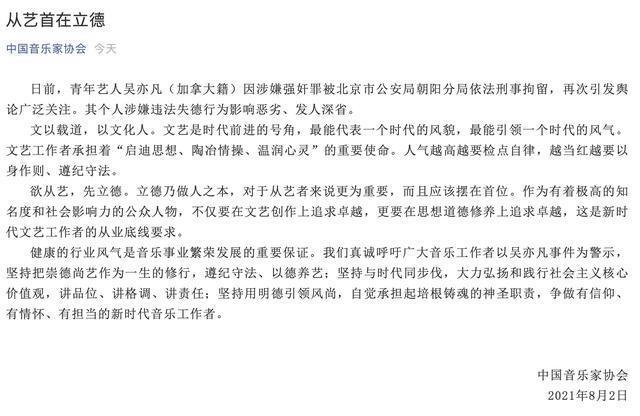 从艺首在立德
中国音乐家协会 今天
日前，青年艺人吴亦凡（加拿大籍）因涉嫌强奸罪被北京市公安局朝阳分局依法刑事拘留，再次引发舆
论广泛关注。其个人涉嫌违法失德行为影响恶劣、发人深省。
文以载道，以文化人。文艺是时代前进的号角，最能代表一个时代的风貌，最能引领一个时代的风气。
文艺工作者承担着“启迪思想、陶冶情操、温润心灵”的重要使命。人气越高越要检点自律，越当红越要以
身作则、遵纪守法。
欲从艺，先立德。立德乃做人之本，对于从艺者来说更为重要，而且应该摆在首位。作为有着极高的知
名度和社会影响力的公众人物，不仅要在文艺创作上追求卓越，更要在思想道德修养上追求卓越，这是新时
代文艺工作者的从业底线要求。
健康的行业风气是音乐事业繁荣发展的重要保证。我们真诚呼吁广大音乐工作者以吴亦凡事件为警示，
坚持把崇德尚艺作为一生的修行，遵纪守法、以德养艺；坚持与时代同步伐，大力弘扬和践行社会主义核心
价值观，讲品位、讲格调、讲责任；坚持用明德引领风尚，自觉承担起培根铸魂的神圣职责，争做有信仰、
有情怀、有担当的新时代音乐工作者。
中国音乐家协会
2021年8月2日